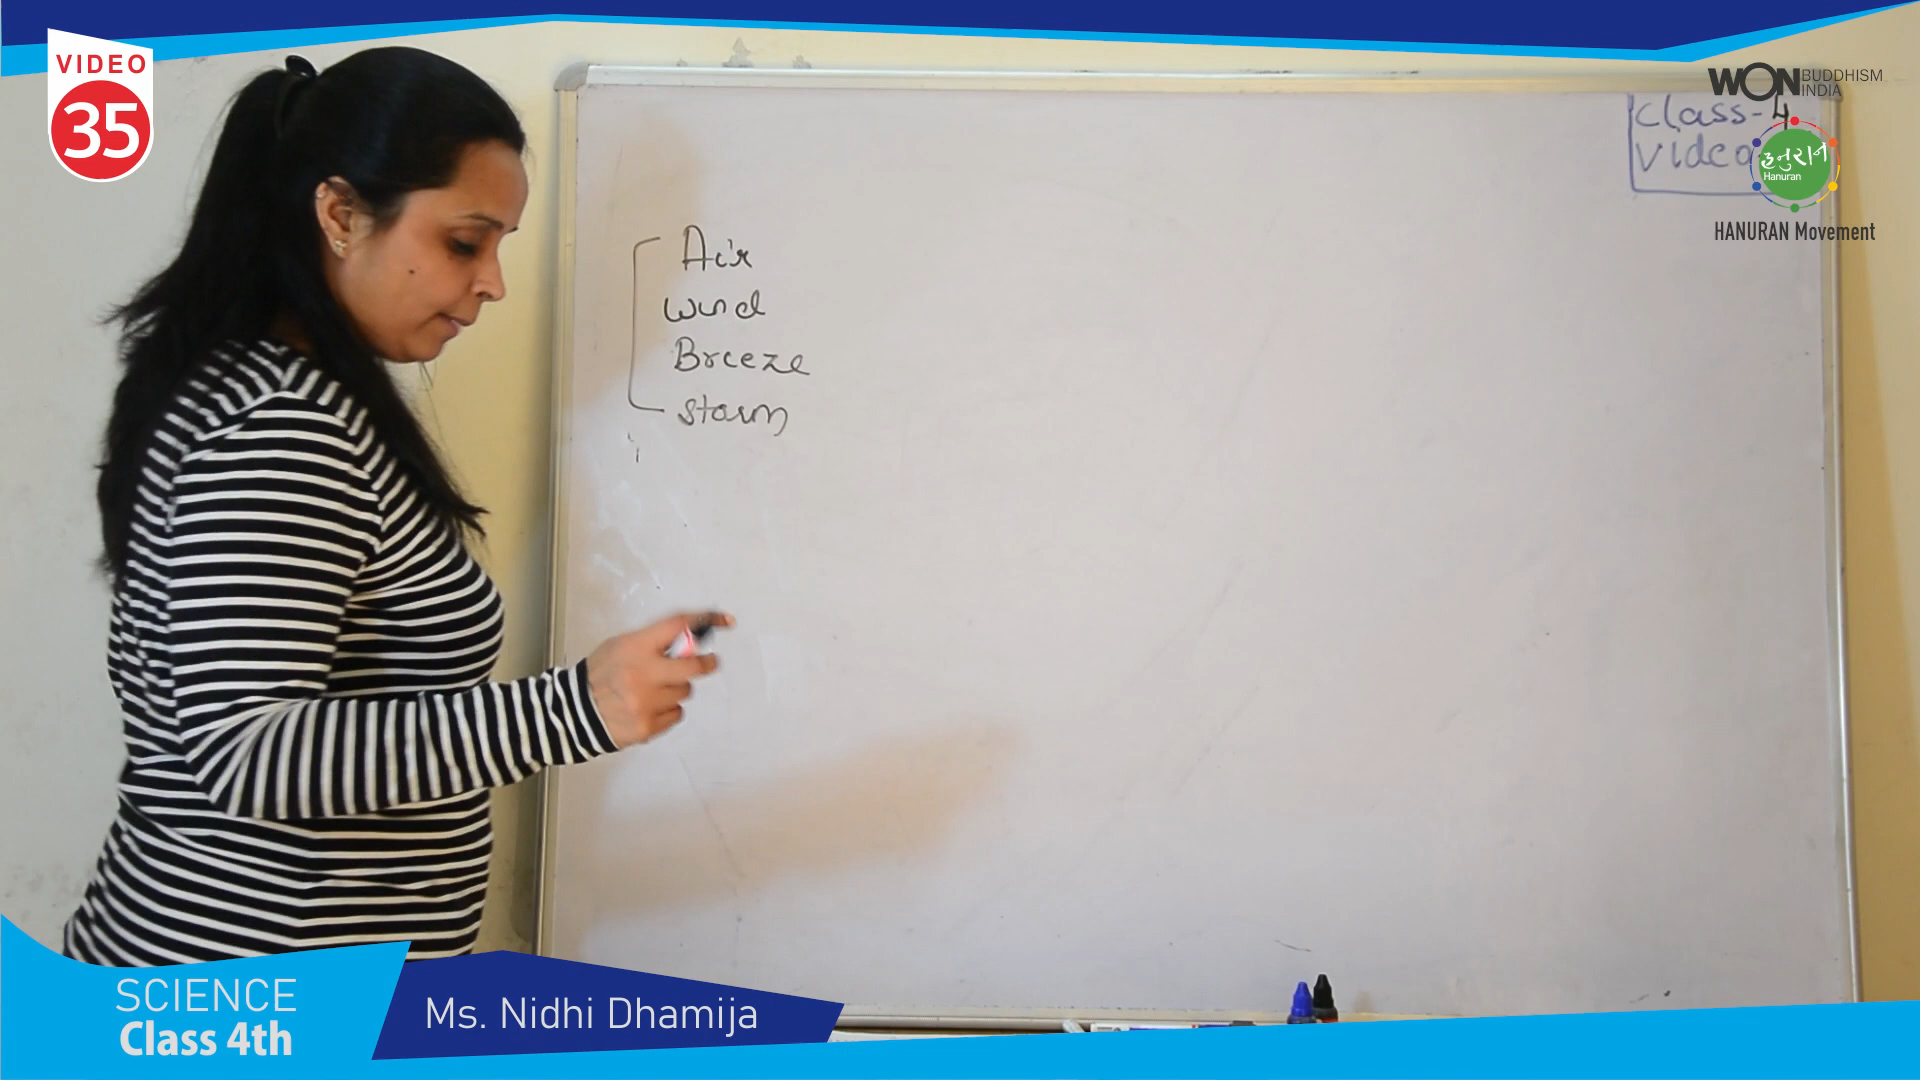 VIDEO
35
WON BUDDHISM
INDIA
Class-4
Video
હનુરાન
Hanuran
HANURAN Movement
Air
Wind
Breeze
Storm
SCIENCE
Class 4th
Ms. Nidhi Dhamija